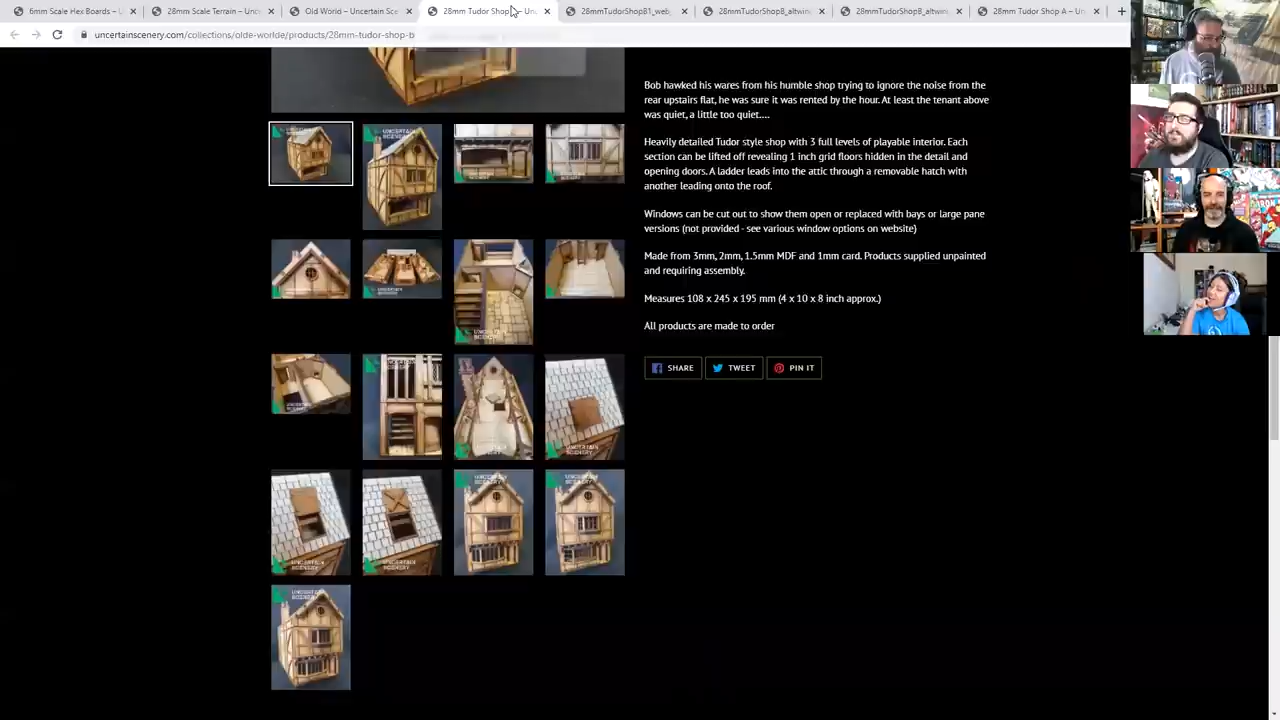 6mm Scale Hex Boards – U
28mm Scale Terrain – Unc
Old World – Uncertain Sce
28mm Tudor Shop
28mmTudorShopB1_web
28mmTudorShopB_altwin
28mmTudorShopB_altwin
28mm Tudor Shop A – Un
uncertainscenery.com/collections/olde-worlde/products/28mm-tudor-shop-b
Bob hawked his wares from his humble shop trying to ignore the noise from the
rear upstairs flat, he was sure it was rented by the hour. At least the tenant above
was quiet, a little too quiet....
Heavily detailed Tudor style shop with 3 full levels of playable interior. Each
section can be lifted off revealing 1 inch grid floors hidden in the detail and
opening doors. A ladder leads into the attic through a removable hatch with
another leading onto the roof.
Windows can be cut out to show them open or replaced with bays or large pane
versions (not provided - see various window options on website)
Made from 3mm, 2mm, 1.5mm MDF and 1mm card. Products supplied unpainted
and requiring assembly.
Measures 108 x 245 x 195 mm (4 x 10 x 8 inch approx.)
All products are made to order
SHARE TWEET PIN IT